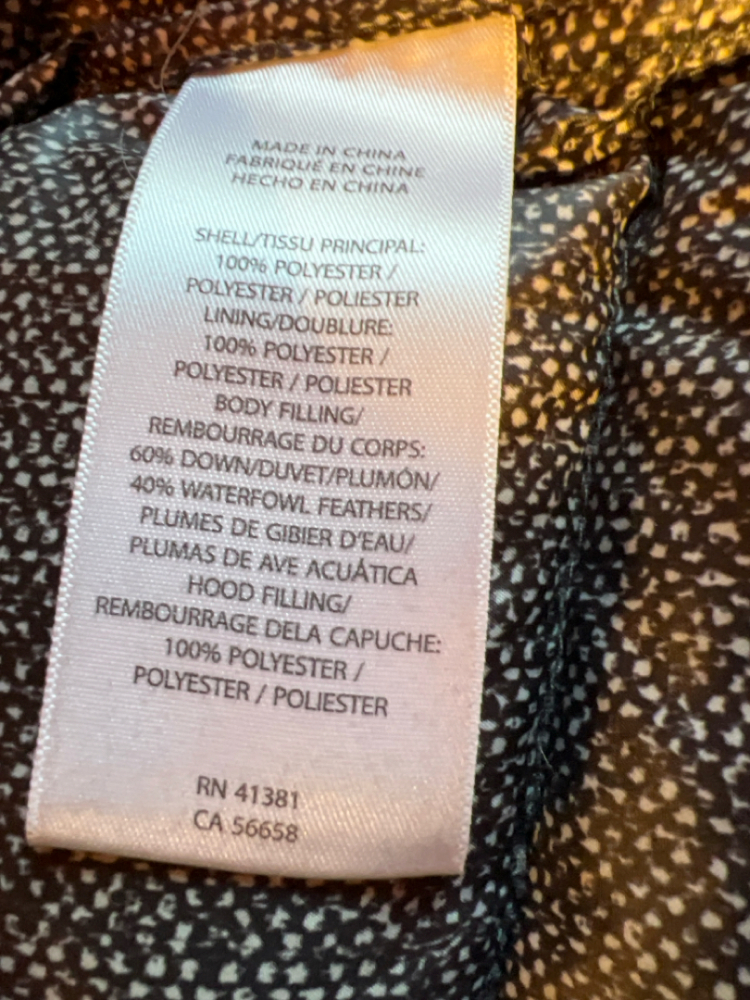 MADE IN CHINA
FABRIQUÉ EN CHINE
HECHO EN CHINA
SHELL/TISSU PRINCIPAL:
100% POLYESTER /
POLYESTER / POLIESTER
LINING/DOUBLURE:
100% POLYESTER /
POLYESTER / POLIESTER
BODY FILLING/
REMBOURRAGE DU CORPS:
60% DOWN/DUVET/PLUMÓN/
40% WATERFOWL FEATHERS/
PLUMES DE GIBIER D'EAU/
PLUMAS DE AVE ACUÁTICA
HOOD FILLING/
REMBOURRAGE DELA CAPUCHE:
100% POLYESTER /
POLYESTER / POLIESTER
RN 41381
CA 56658